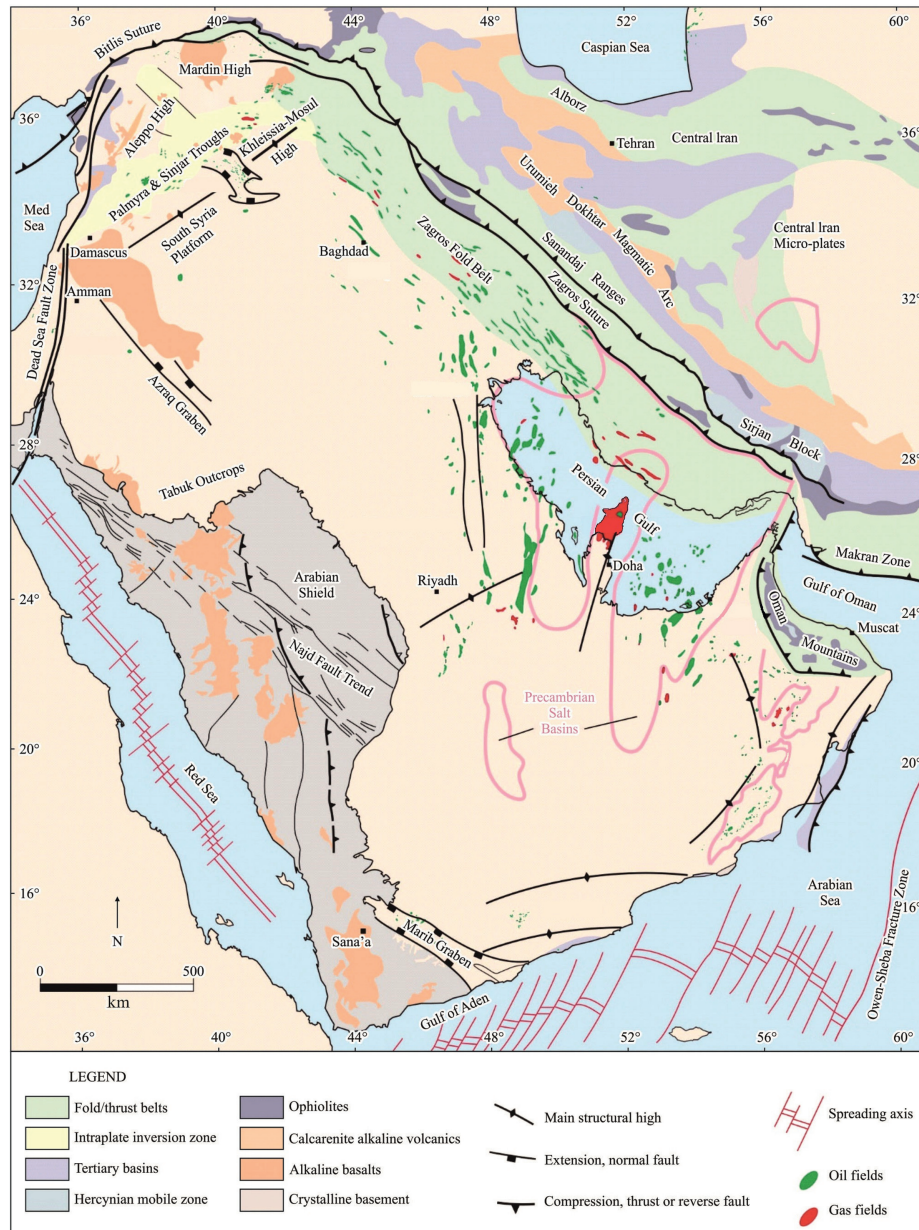 36°
40°
44°
48°
52°
56°
60°
Bitlis Suture
Caspian Sea
Mardin High
Alborz
36°
36°
Aleppo High
Khleissia-Mosul
High
Tehran
Central Iran
Palmyra & Sinjar Troughs
Urumieh Dokhtar Magmatic Arc
Med
Sea
South Syria
Platform
Central Iran
Micro-plates
Damascus
Baghdad
Zagros Fold Belt
Sanandaj Ranges
Zagros Suture
32°
32°
Amman
Dead Sea Fault Zone
Azraq Graben
28°
28°
Sirjan Block
Tabuk Outcrops
Persian
Gulf
Makran Zone
Doha
Arabian
Shield
Riyadh
Gulf of Oman
24°
24°
Oman
Mountains
Muscat
Najd Fault Trend
Precambrian
Salt
Basins
20°
20°
Red Sea
16°
Arabian
Sea
16°
Owen-Sheba Fracture Zone
N
Sana'a
Marib Graben
0
500
km
Gulf of Aden
36°
40°
44°
48°
52°
56°
60°
LEGEND
Fold/thrust belts
Intraplate inversion zone
Tertiary basins
Hercynian mobile zone
Ophiolites
Calcarenite alkaline volcanics
Alkaline basalts
Crystalline basement
Main structural high
Extension, normal fault
Compression, thrust or reverse fault
Spreading axis
Oil fields
Gas fields